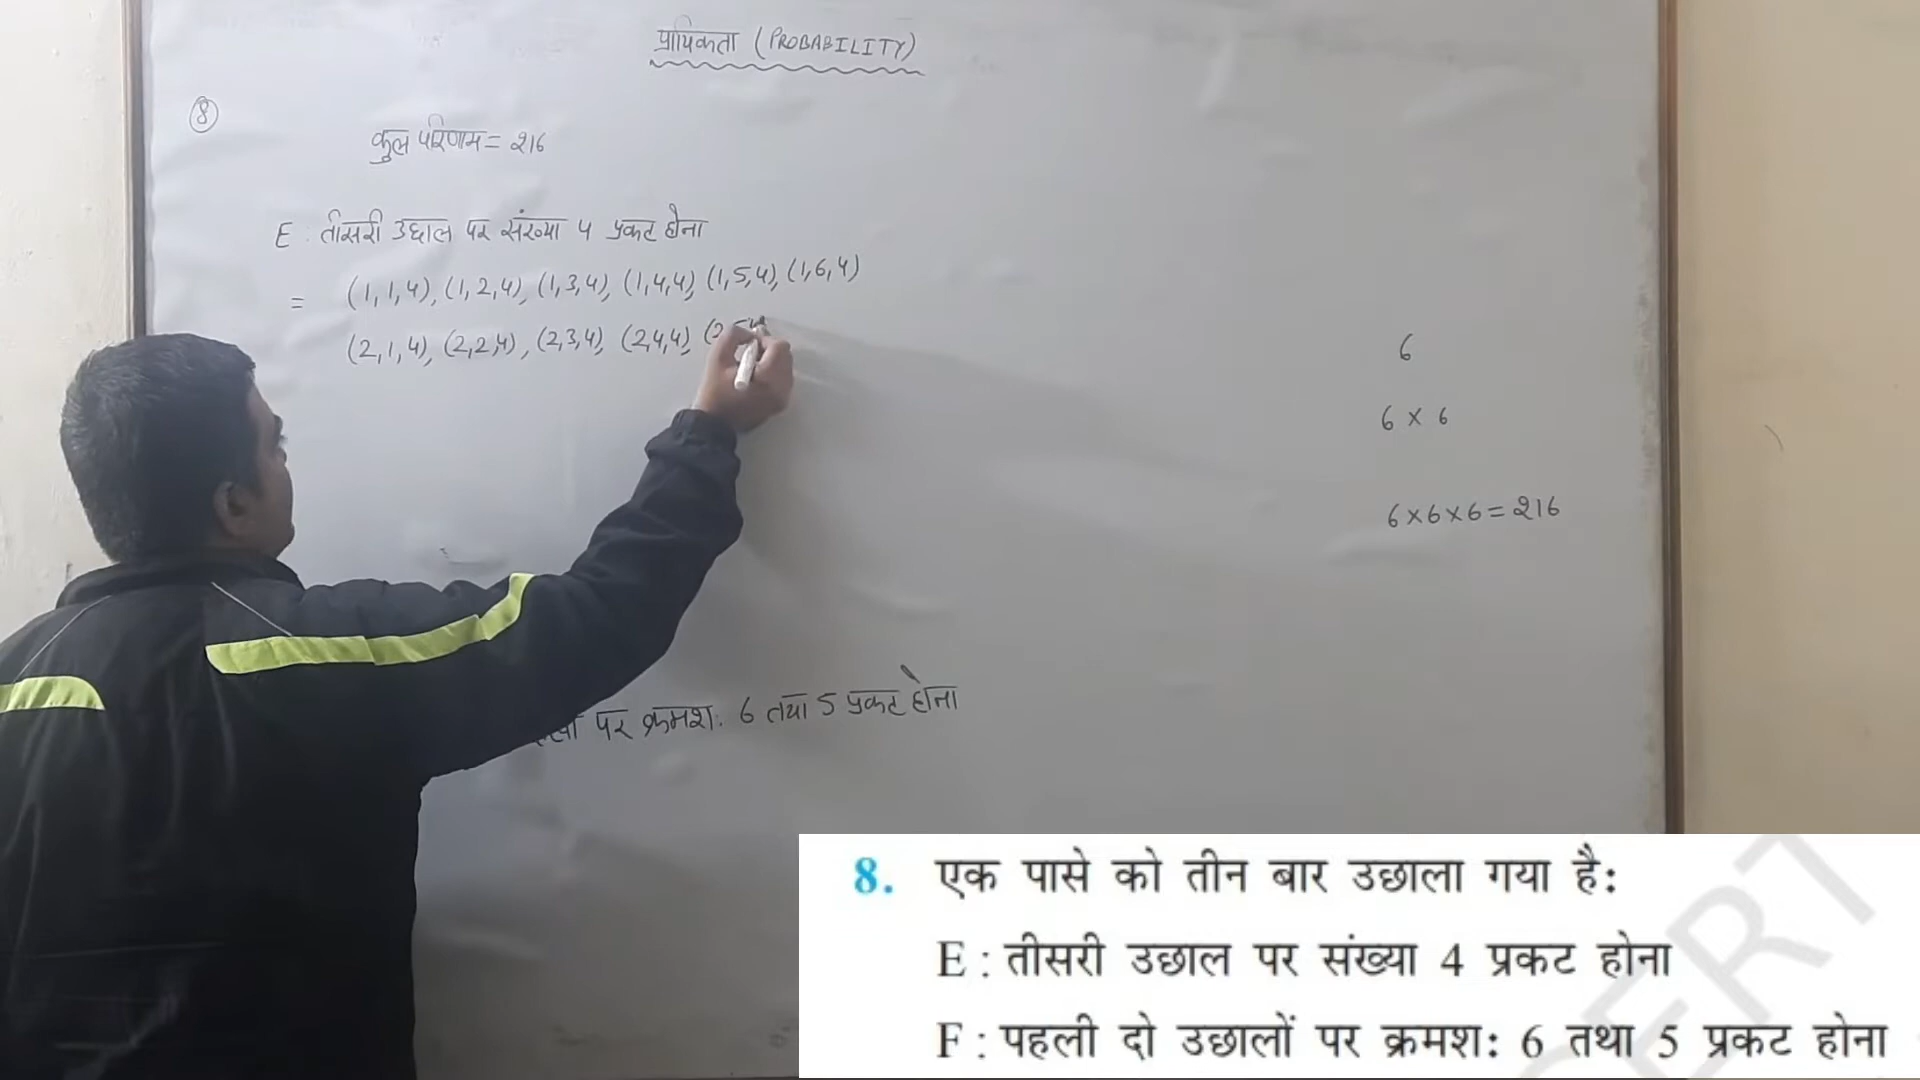 प्रायिकता (PROBABILITY)
8
कुल परिणाम = 216
E : तीसरी उछाल पर संख्या 4 प्रकट होना
= (1,1,4), (1,2,4), (1,3,4), (1,4,4), (1,5,4), (1,6,4)
(2,1,4), (2,2,4), (2,3,4), (2,4,4), (2,5,4
6
6 × 6
6×6×6 = 216
पर क्रमश: 6 तथा 5 प्रकट होना
8. एक पासे को तीन बार उछाला गया है:
E : तीसरी उछाल पर संख्या 4 प्रकट होना
F : पहली दो उछालों पर क्रमश: 6 तथा 5 प्रकट होना